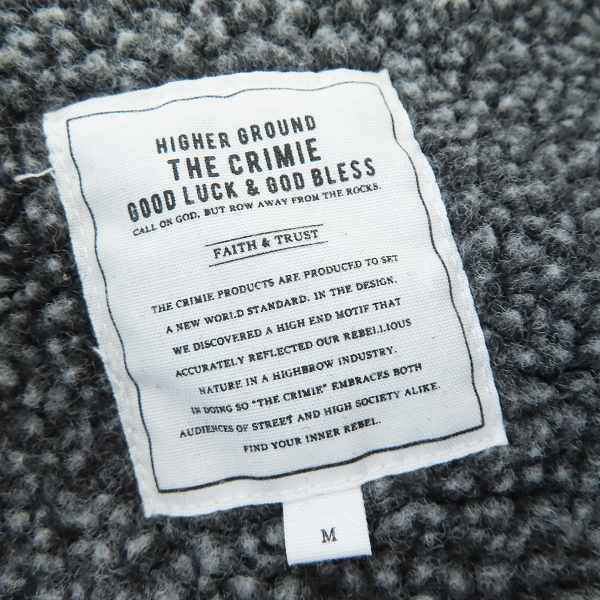 HIGHER GROUND
THE CRIMIE
GOOD LUCK & GOD BLESS
CALL ON GOD, BUT ROW AWAY FROM THE ROCKS.
FAITH & TRUST
THE CRIMIE PRODUCTS ARE PRODUCED TO SET
A NEW WORLD STANDARD. IN THE DESIGN,
WE DISCOVERED A HIGH END MOTIF THAT
ACCURATELY REFLECTED OUR REBELLIOUS
NATURE IN A HIGHBROW INDUSTRY.
IN DOING SO "THE CRIMIE" EMBRACES BOTH
AUDIENCES OF STREET AND HIGH SOCIETY ALIKE.
FIND YOUR INNER REBEL.
M